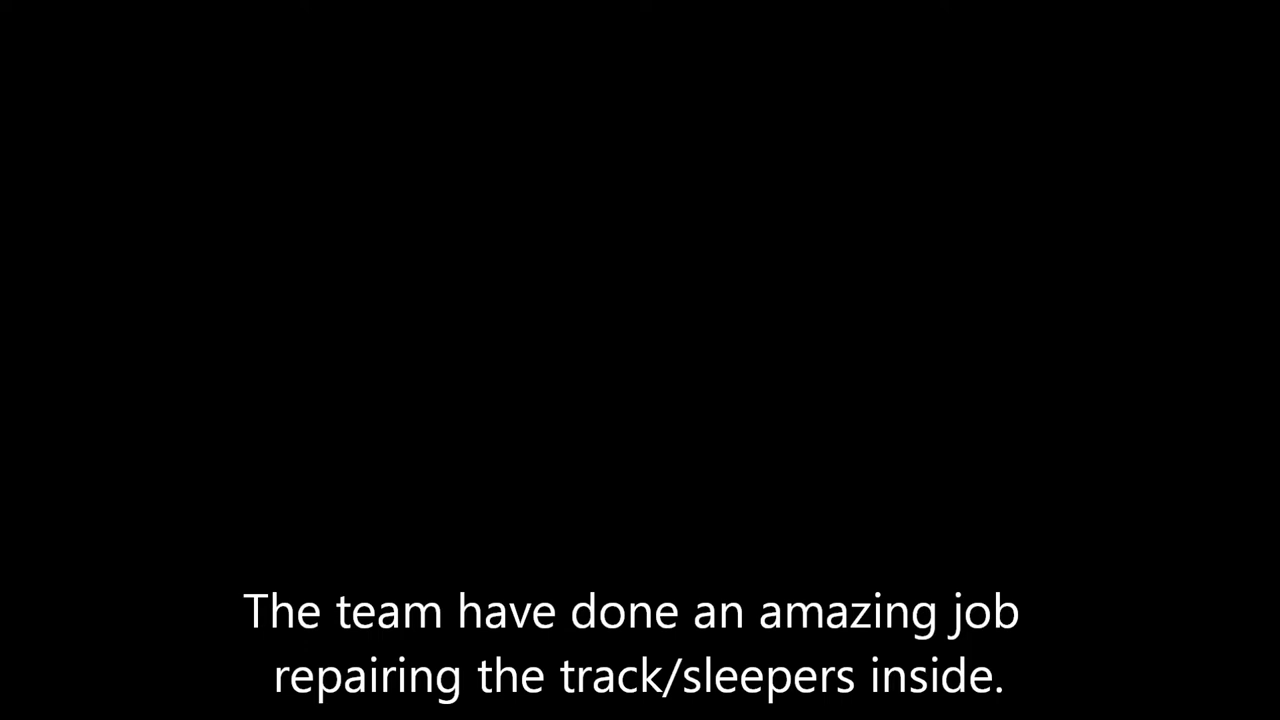 The team have done an amazing job
repairing the track/sleepers inside.